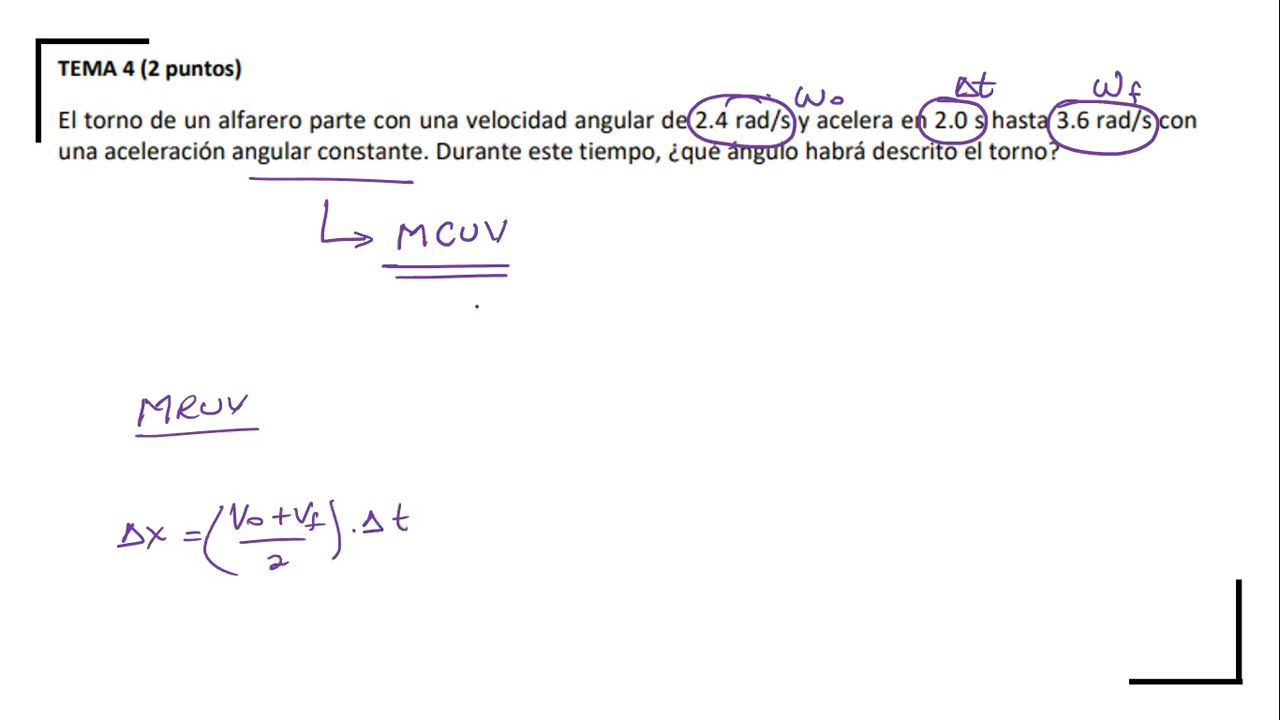 TEMA 4 (2 puntos)
ω₀ Δt ωf
El torno de un alfarero parte con una velocidad angular de 2.4 rad/s y acelera en 2.0 s hasta 3.6 rad/s con
una aceleración angular constante. Durante este tiempo, ¿qué ángulo habrá descrito el torno?
MCUV
MRUV
Δx = (V₀ + Vf / 2) . Δt